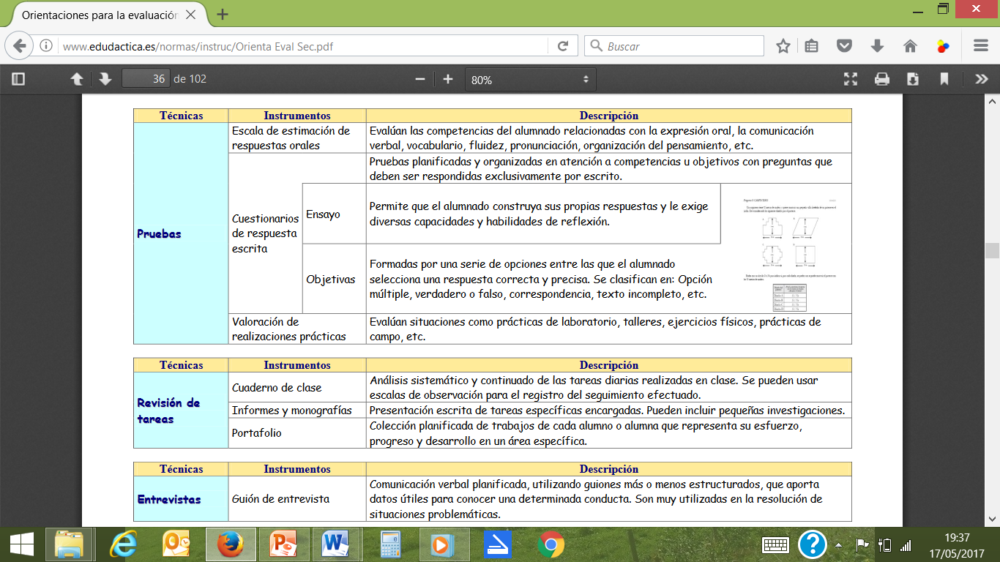 Orientaciones para la evaluación
www.edudactica.es/normas/instruc/Orienta Eval Sec.pdf
Buscar
36 de 102
80%
Técnicas Instrumentos Descripción
Pruebas
Escala de estimación de
respuestas orales
Evalúan las competencias del alumnado relacionadas con la expresión oral, la comunicación
verbal, vocabulario, fluidez, pronunciación, organización del pensamiento, etc.
Cuestionarios
de respuesta
escrita
Pruebas planificadas y organizadas en atención a competencias u objetivos con preguntas que
deben ser respondidas exclusivamente por escrito.
Ensayo
Permite que el alumnado construya sus propias respuestas y le exige
diversas capacidades y habilidades de reflexión.
Objetivas
Formadas por una serie de opciones entre las que el alumnado
selecciona una respuesta correcta y precisa. Se clasifican en: Opción
múltiple, verdadero o falso, correspondencia, texto incompleto, etc.
Valoración de
realizaciones prácticas
Evalúan situaciones como prácticas de laboratorio, talleres, ejercicios físicos, prácticas de
campo, etc.
Técnicas Instrumentos Descripción
Revisión de
tareas
Cuaderno de clase
Análisis sistemático y continuado de las tareas diarias realizadas en clase. Se pueden usar
escalas de observación para el registro del seguimiento efectuado.
Informes y monografías
Presentación escrita de tareas específicas encargadas. Pueden incluir pequeñas investigaciones.
Portafolio
Colección planificada de trabajos de cada alumno o alumna que representa su esfuerzo,
progreso y desarrollo en un área específica.
Técnicas Instrumentos Descripción
Entrevistas
Guión de entrevista
Comunicación verbal planificada, utilizando guiones más o menos estructurados, que aporta
datos útiles para conocer una determinada conducta. Son muy utilizadas en la resolución de
situaciones problemáticas.
19:37
17/05/2017